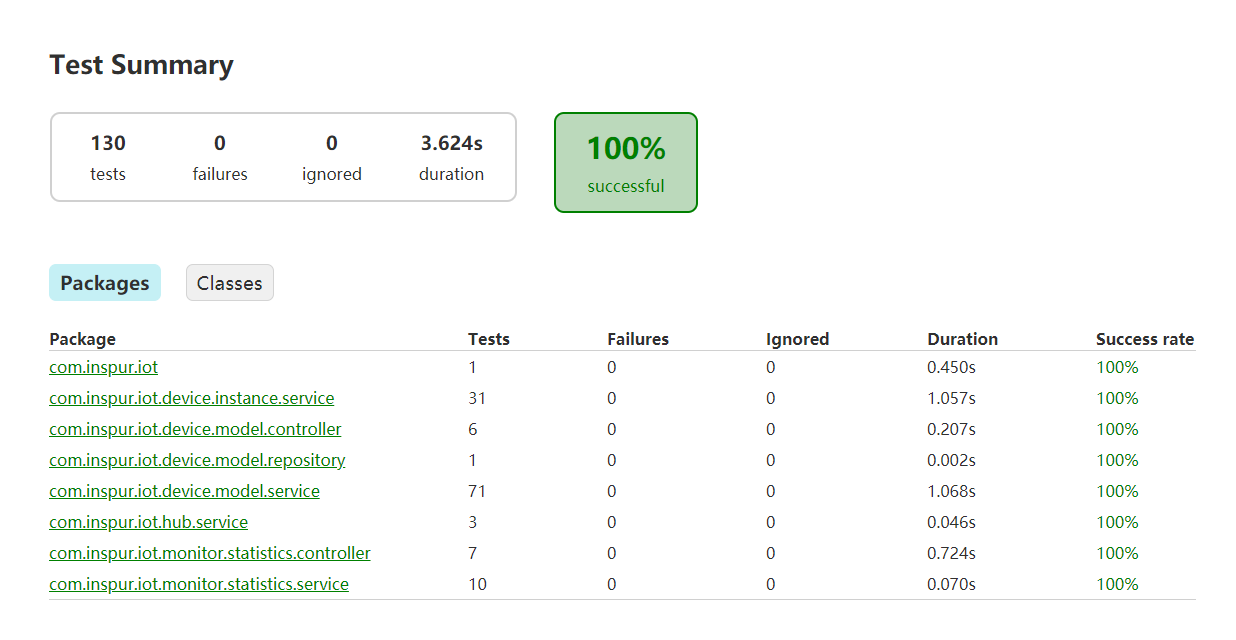 Test Summary
130 0 0 3.624s
tests failures ignored duration
100%
successful
Packages Classes
Package Tests Failures Ignored Duration Success rate
com.inspur.iot 1 0 0 0.450s 100%
com.inspur.iot.device.instance.service 31 0 0 1.057s 100%
com.inspur.iot.device.model.controller 6 0 0 0.207s 100%
com.inspur.iot.device.model.repository 1 0 0 0.002s 100%
com.inspur.iot.device.model.service 71 0 0 1.068s 100%
com.inspur.iot.hub.service 3 0 0 0.046s 100%
com.inspur.iot.monitor.statistics.controller 7 0 0 0.724s 100%
com.inspur.iot.monitor.statistics.service 10 0 0 0.070s 100%